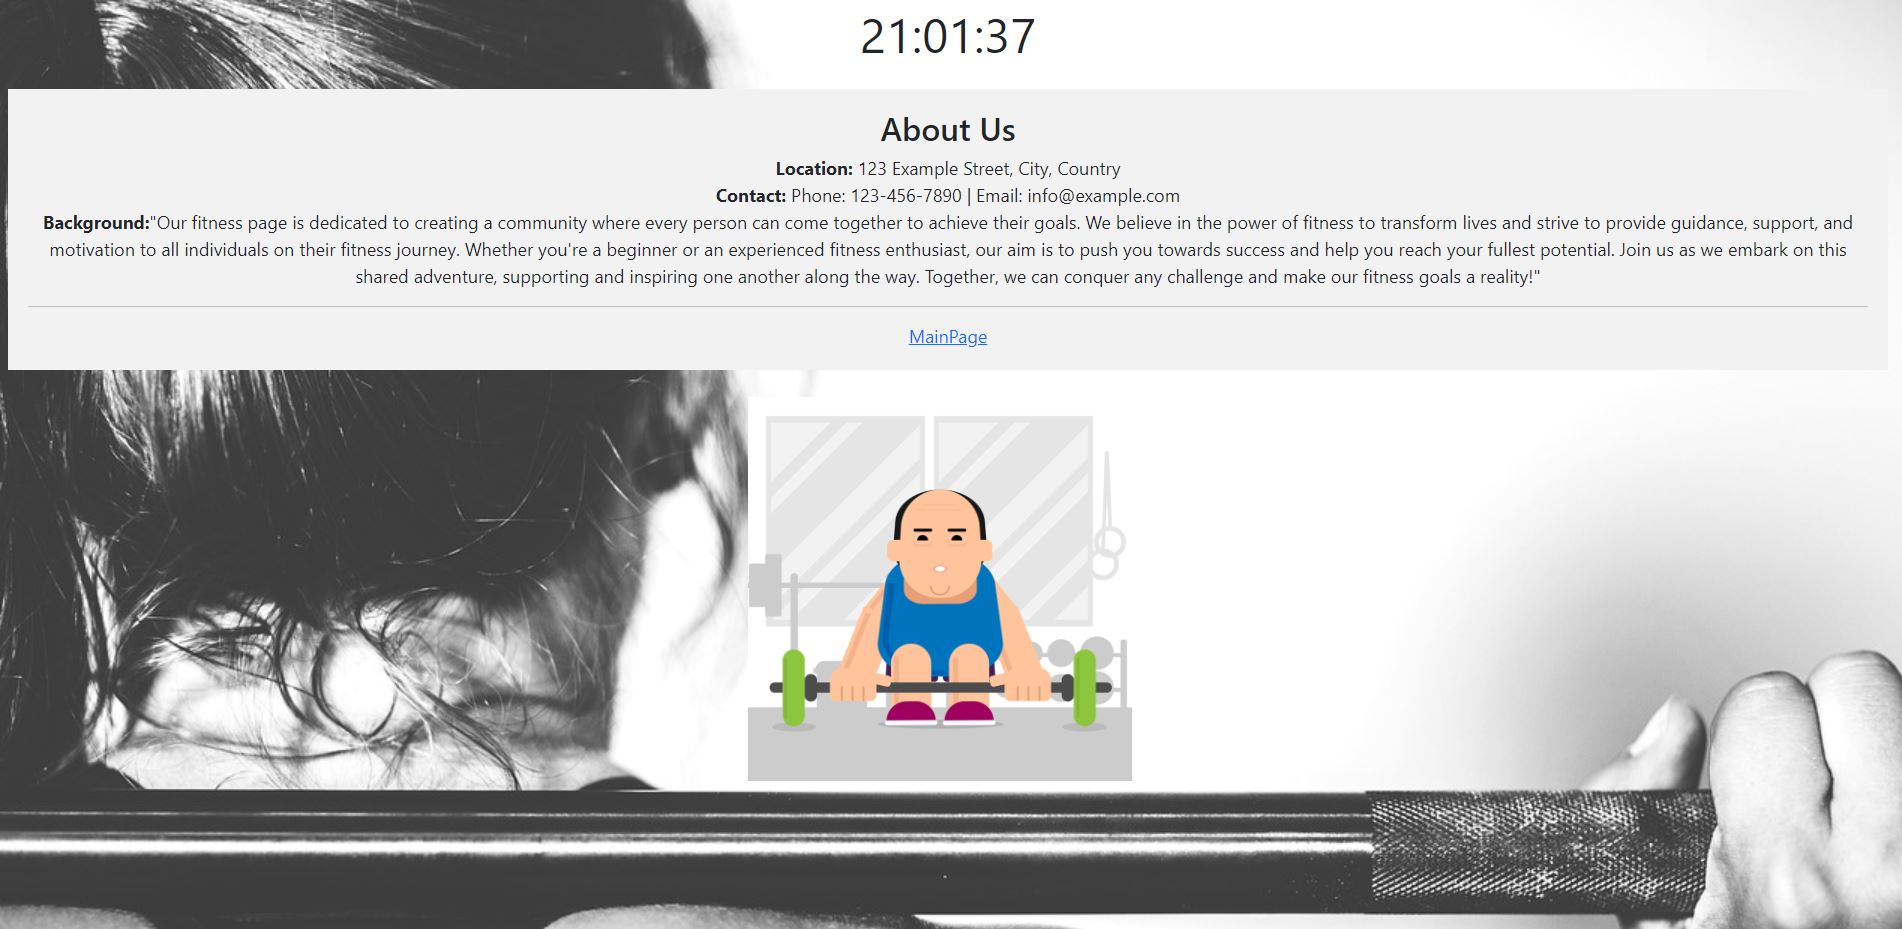 21:01:37
About Us
Location: 123 Example Street, City, Country
Contact: Phone: 123-456-7890 | Email: info@example.com
Background:"Our fitness page is dedicated to creating a community where every person can come together to achieve their goals. We believe in the power of fitness to transform lives and strive to provide guidance, support, and
motivation to all individuals on their fitness journey. Whether you're a beginner or an experienced fitness enthusiast, our aim is to push you towards success and help you reach your fullest potential. Join us as we embark on this
shared adventure, supporting and inspiring one another along the way. Together, we can conquer any challenge and make our fitness goals a reality!"
MainPage